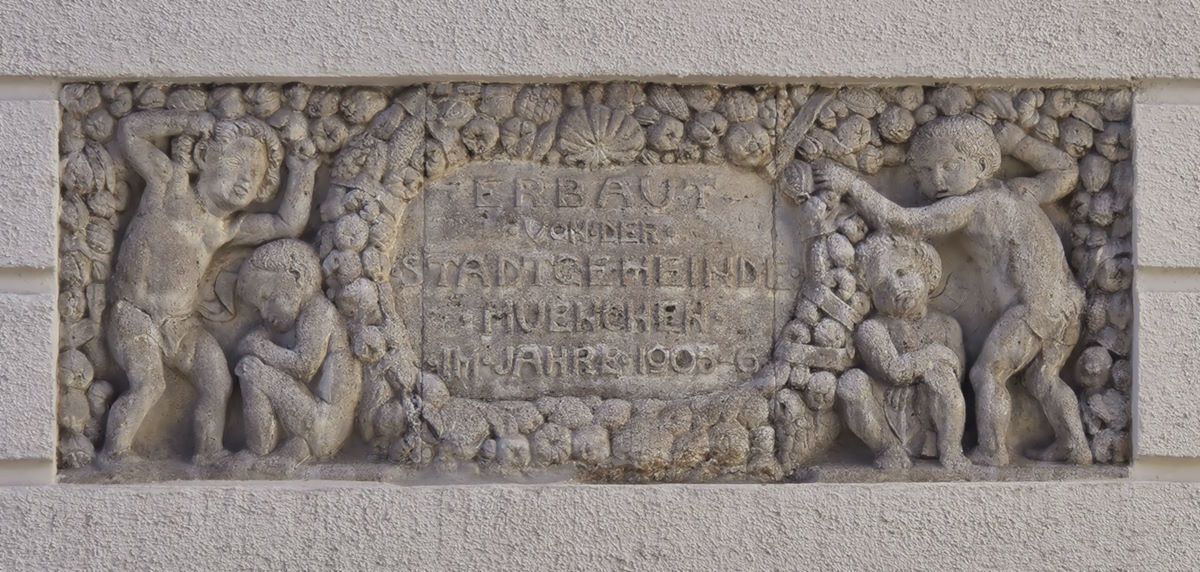 ERBAUT
· VON DER ·
STADTGEMEINDE
· MUENCHEN ·
· IM · JAHRE · 1905-6 ·